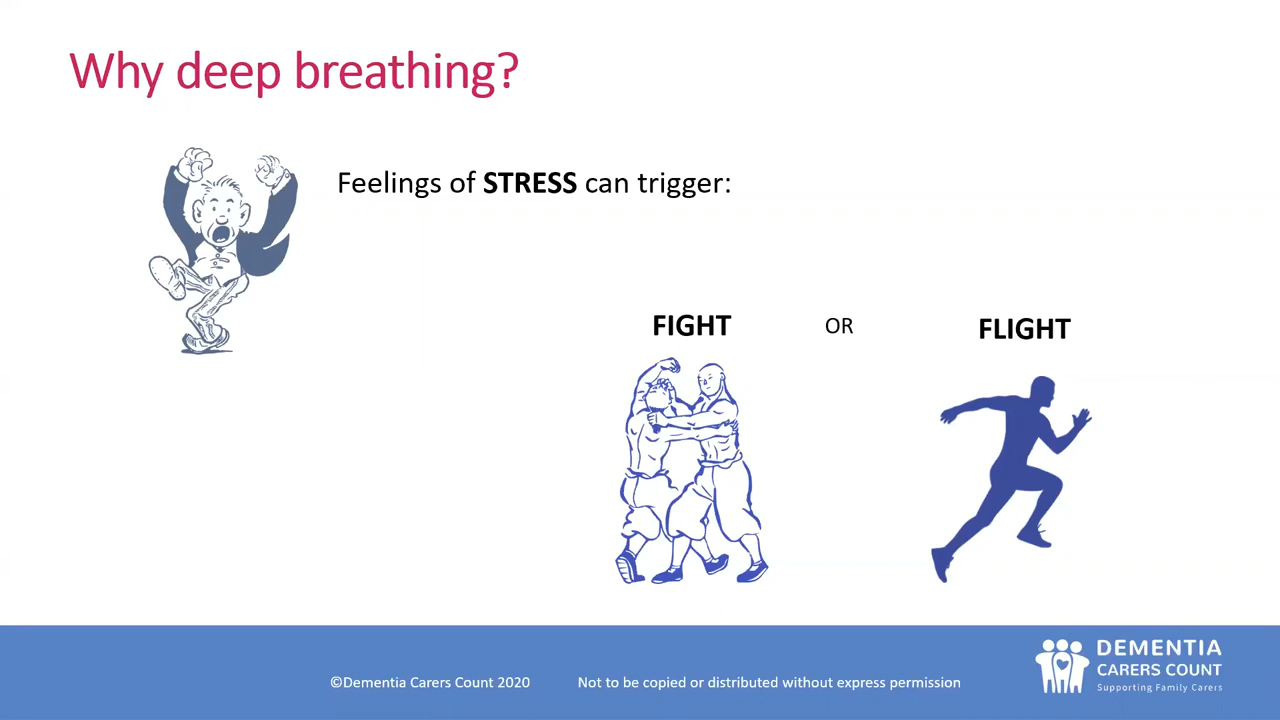 Why deep breathing?
Feelings of STRESS can trigger:
FIGHT OR FLIGHT
©Dementia Carers Count 2020 Not to be copied or distributed without express permission
DEMENTIA
CARERS COUNT
Supporting Family Carers